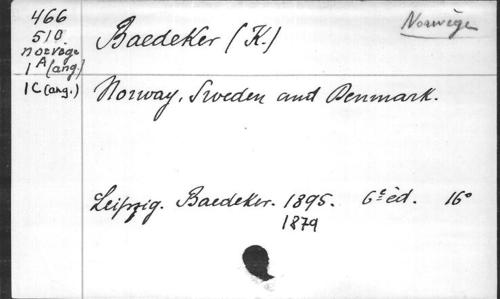 466
510
norvège
1A (ang.)
1C (ang.)
Norwège
Baedeker (K.)
Norway, Sweden and Denmark.
Leipzig. Baedeker. 1895. 6e éd. 16°
1879